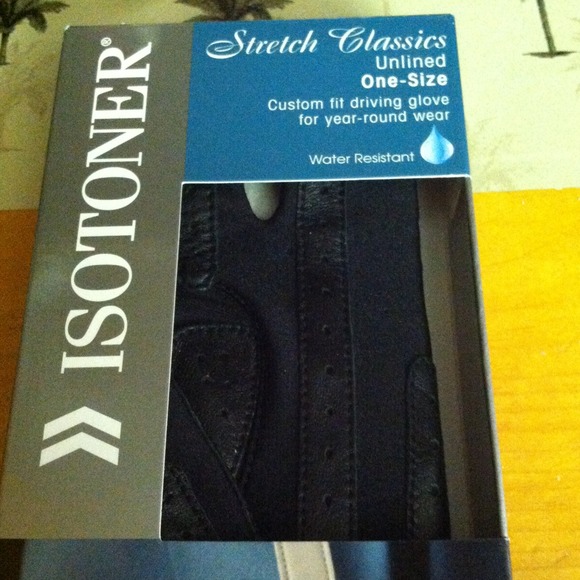 ISOTONER®
Stretch Classics
Unlined
One-Size
Custom fit driving glove
for year-round wear
Water Resistant